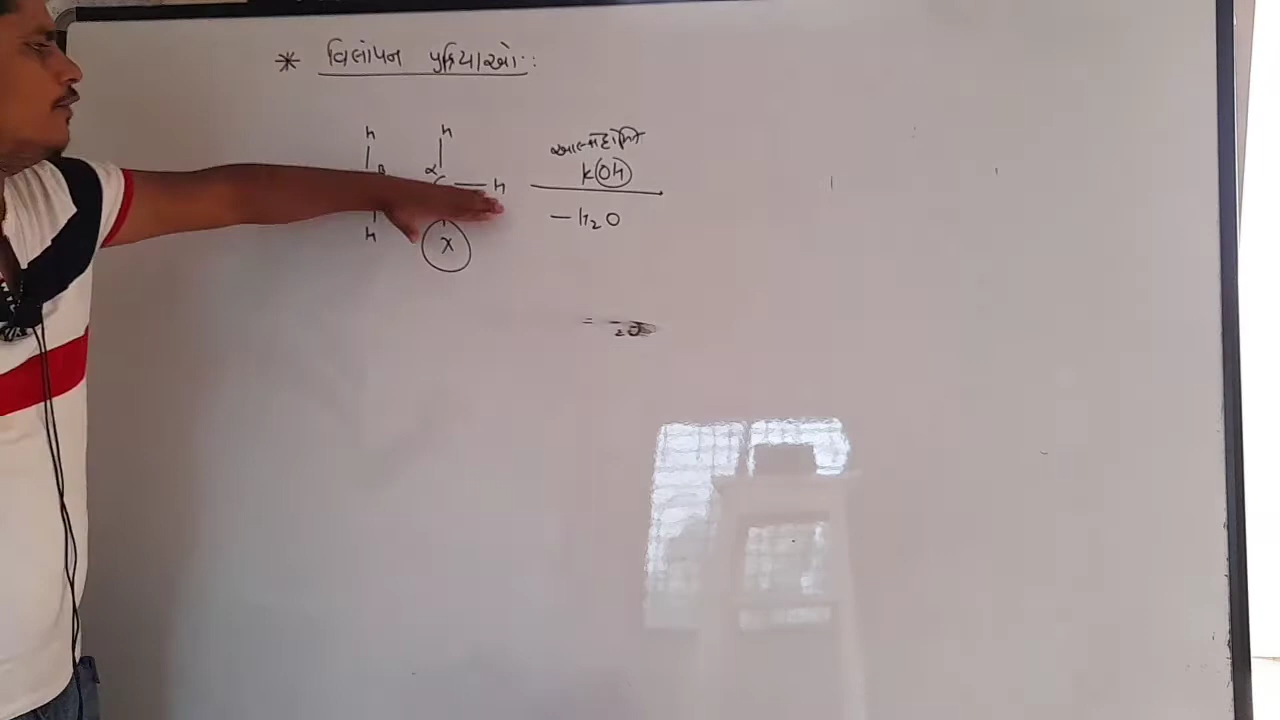 * વિલોપન પ્રક્રિયાઓ :
H H
β α
C — H
X
આલ્કોહોલિક
KOH
— H₂O
=